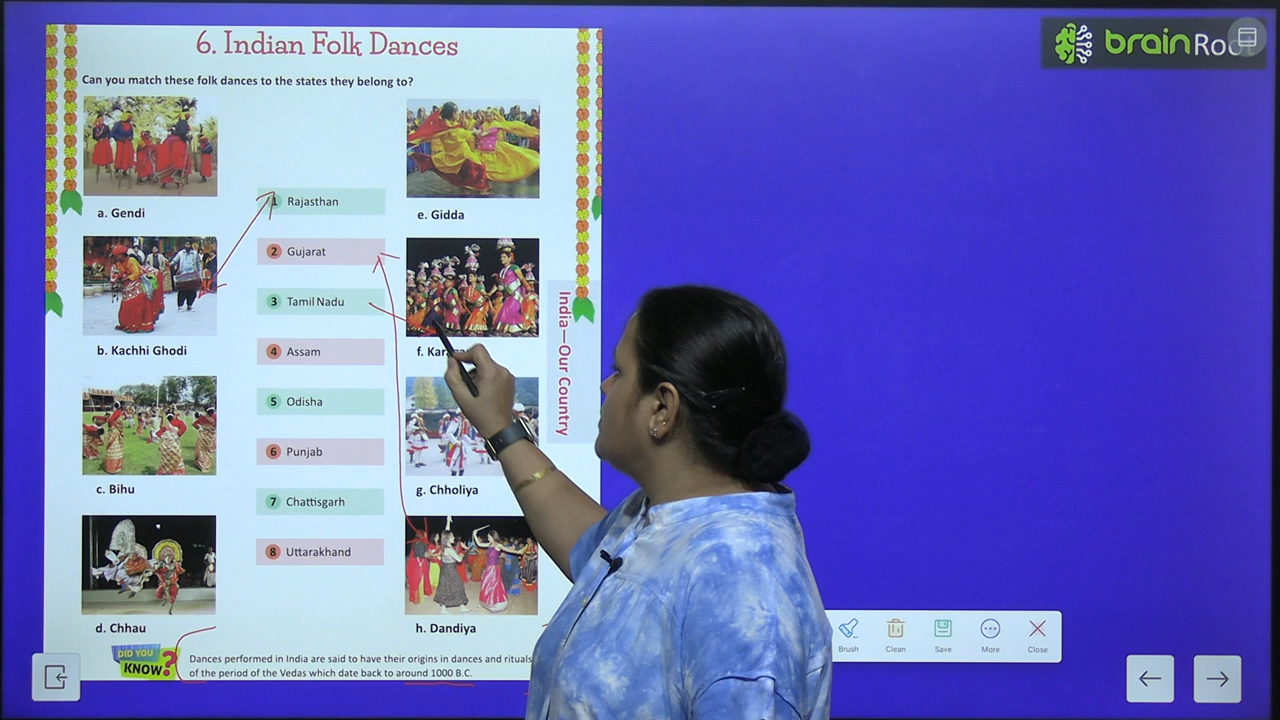 6. Indian Folk Dances
Can you match these folk dances to the states they belong to?
a. Gendi
b. Kachhi Ghodi
c. Bihu
d. Chhau
1 Rajasthan
2 Gujarat
3 Tamil Nadu
4 Assam
5 Odisha
6 Punjab
7 Chattisgarh
8 Uttarakhand
e. Gidda
f.
g. Chholiya
h. Dandiya
India—Our Country
DID YOU
KNOW?
Dances performed in India are said to have their origins in dances and rituals
of the period of the Vedas which date back to around 1000 B.C.
brain
Brush
Clean
Save
More
Close